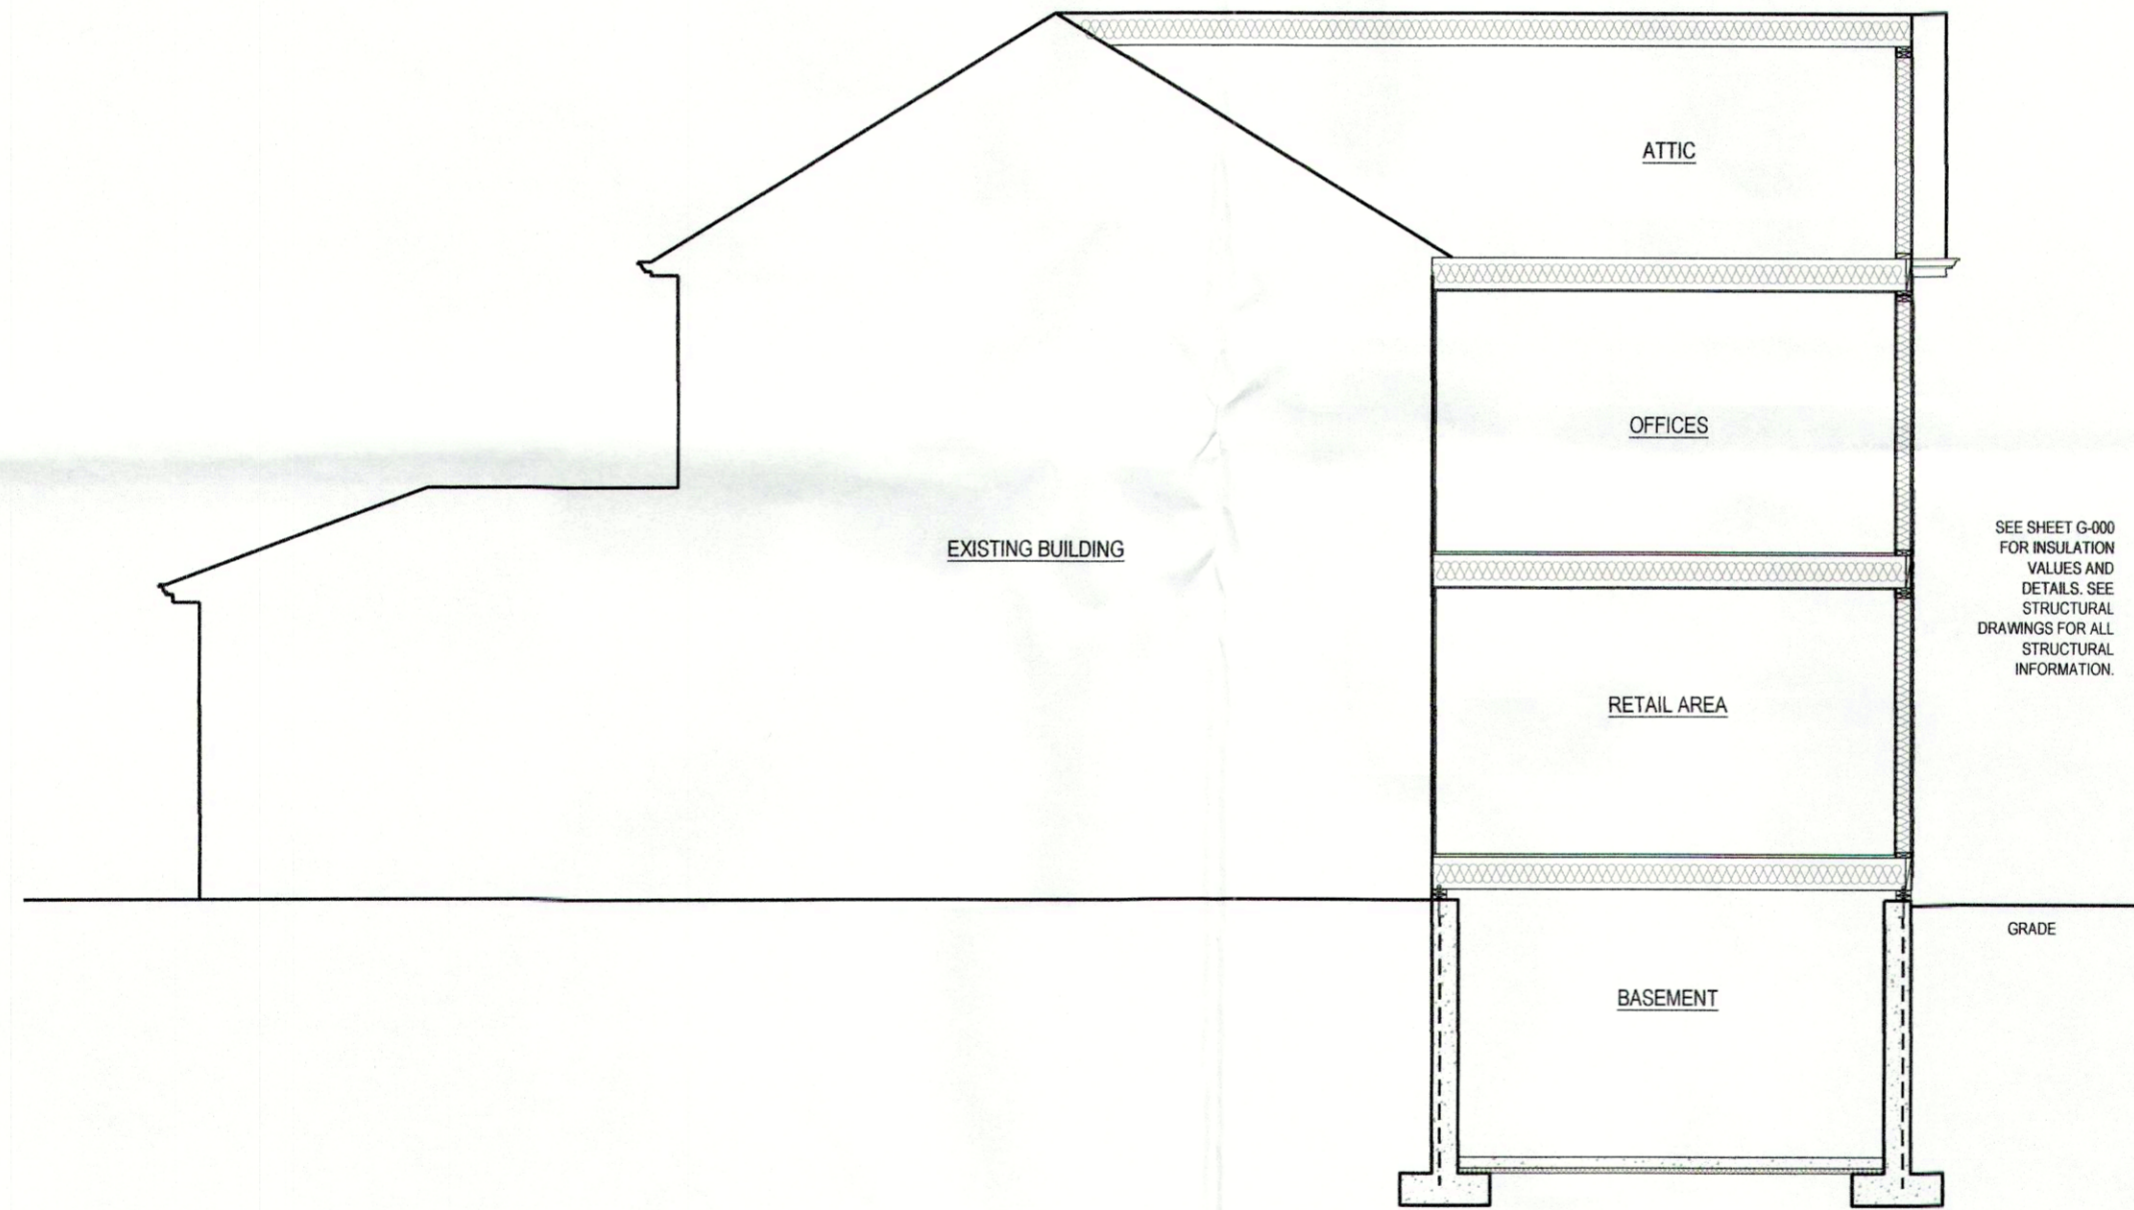 ATTIC
OFFICES
EXISTING BUILDING
SEE SHEET G-000
FOR INSULATION
VALUES AND
DETAILS. SEE
STRUCTURAL
DRAWINGS FOR ALL
STRUCTURAL
INFORMATION.
RETAIL AREA
GRADE
BASEMENT